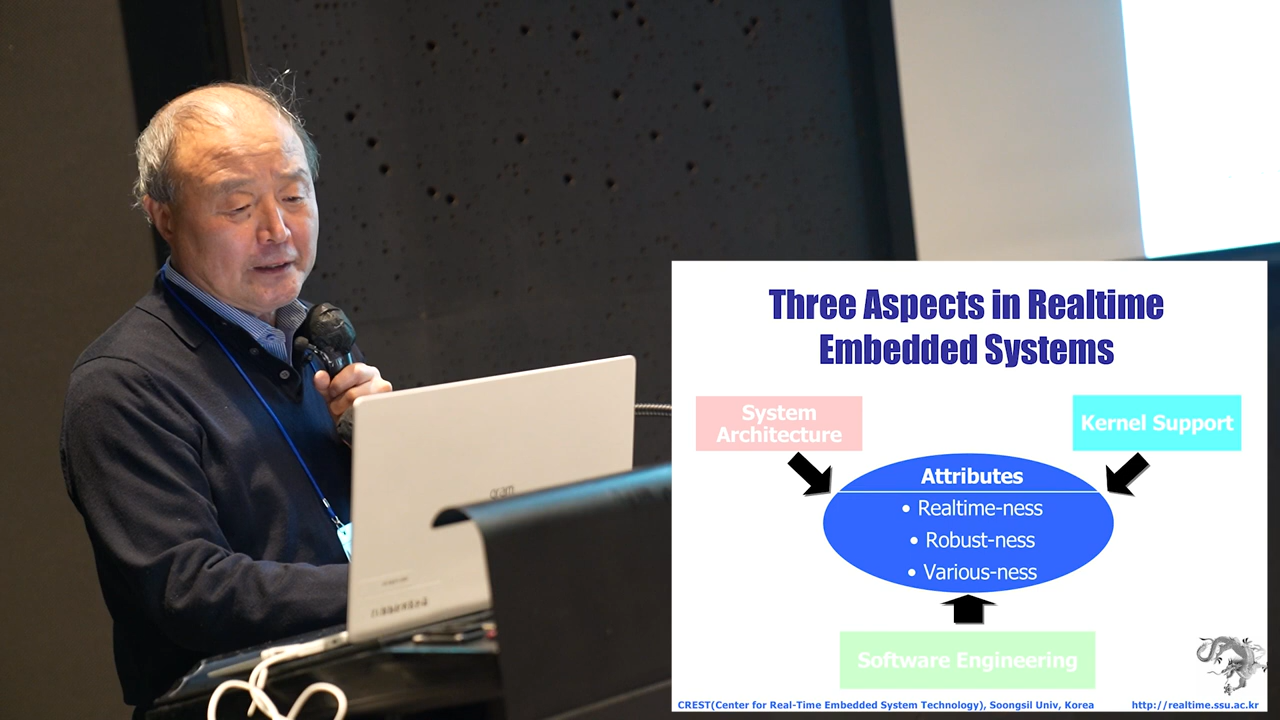 gram
Three Aspects in Realtime
Embedded Systems
System
Architecture
Kernel Support
Attributes
• Realtime-ness
• Robust-ness
• Various-ness
Software Engineering
CREST(Center for Real-Time Embedded System Technology), Soongsil Univ, Korea
http://realtime.ssu.ac.kr